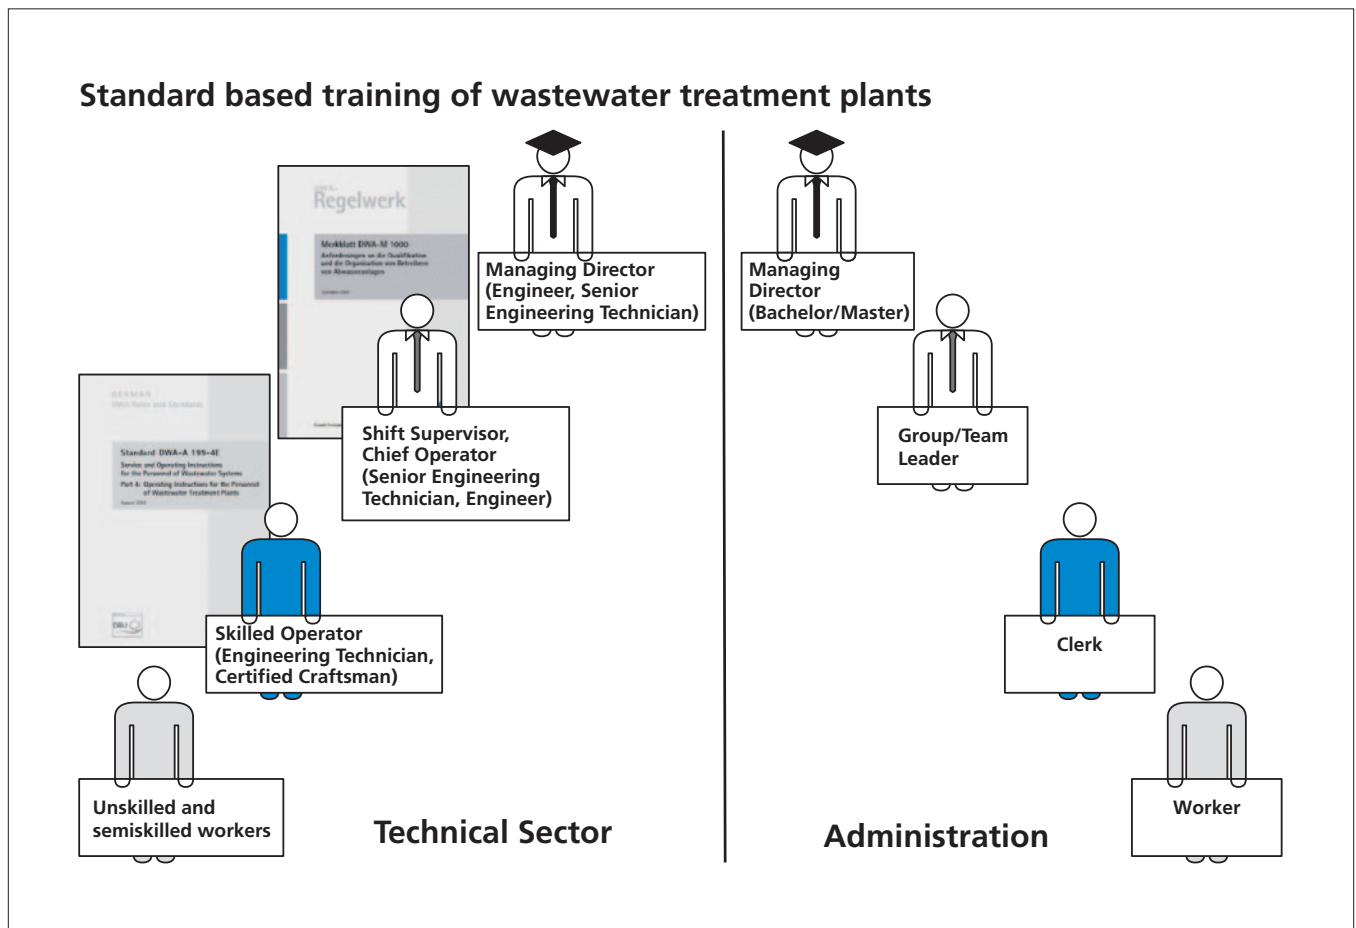 Standard based training of wastewater treatment plants
DWA-
Regelwerk
Merkblatt DWA-M 1000
Anforderungen an die Qualifikation
und die Organisation von Betreibern
von Abwasseranlagen
Managing Director
(Engineer, Senior
Engineering Technician)
Managing
Director
(Bachelor/Master)
Shift Supervisor,
Chief Operator
(Senior Engineering
Technician, Engineer)
Group/Team
Leader
GERMAN
DWA Rules and Standards
Standard DWA-A 199-4E
Service and Operating Instructions
for the Personnel of Wastewater Systems
Part 4: Operating Instructions for the Personnel
of Wastewater Treatment Plants
Skilled Operator
(Engineering Technician,
Certified Craftsman)
Clerk
Unskilled and
semiskilled workers
Worker
Technical Sector
Administration